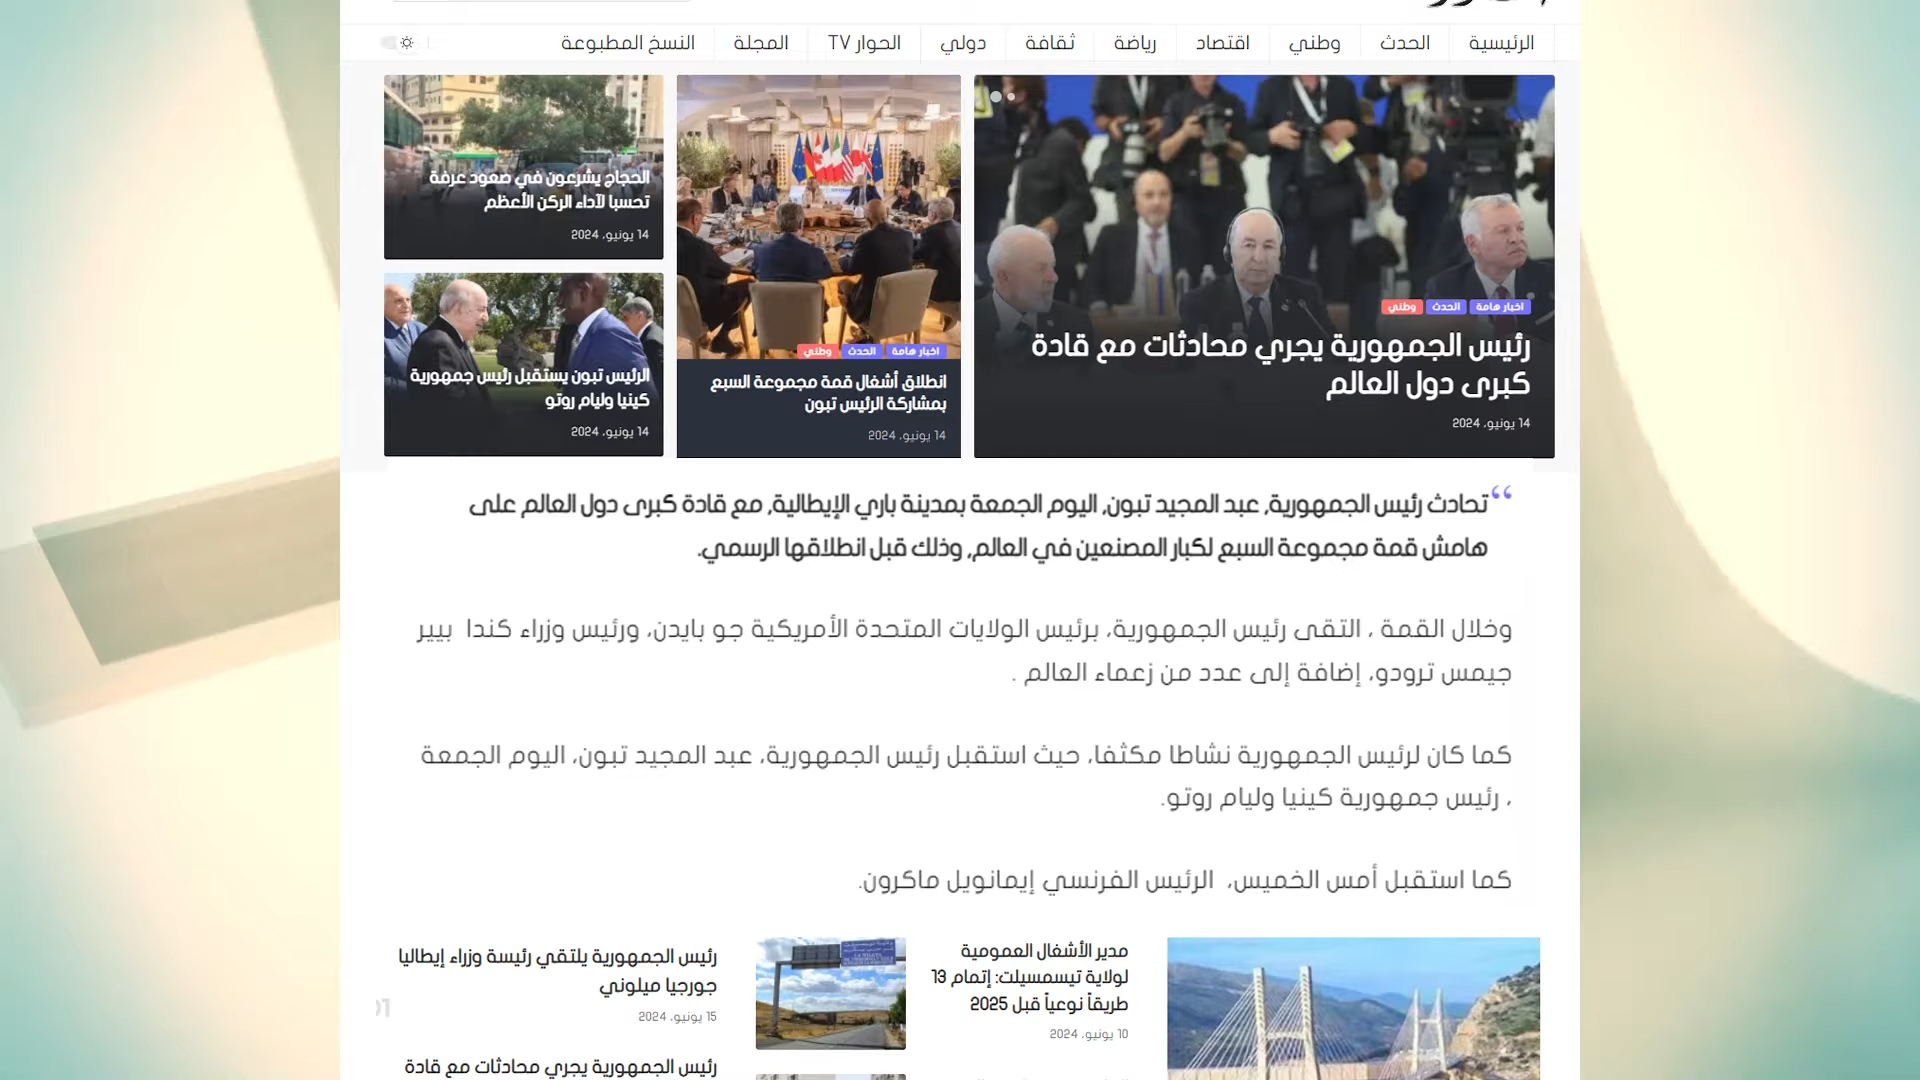 الرئيسية
الحدث
وطني
اقتصاد
رياضة
ثقافة
دولي
الحوار TV
المجلة
النسخ المطبوعة
اخبار هامة
الحدث
وطني
رئيس الجمهورية يجري محادثات مع قادة
كبرى دول العالم
14 يونيو، 2024
اخبار هامة
الحدث
وطني
انطلاق أشغال قمة مجموعة السبع
بمشاركة الرئيس تبون
14 يونيو، 2024
الحجاج يشرعون في صعود عرفة
تحسبا لآداء الركن الأعظم
14 يونيو، 2024
الرئيس تبون يستقبل رئيس جمهورية
كينيا وليام روتو
14 يونيو، 2024
تحادث رئيس الجمهورية, عبد المجيد تبون, اليوم الجمعة بمدينة باري الإيطالية, مع قادة كبرى دول العالم على
هامش قمة مجموعة السبع لكبار المصنعين في العالم, وذلك قبل انطلاقها الرسمي.
وخلال القمة ، التقى رئيس الجمهورية، برئيس الولايات المتحدة الأمريكية جو بايدن، ورئيس وزراء كندا بيير
جيمس ترودو، إضافة إلى عدد من زعماء العالم .
كما كان لرئيس الجمهورية نشاطا مكثفا، حيث استقبل رئيس الجمهورية، عبد المجيد تبون، اليوم الجمعة
، رئيس جمهورية كينيا وليام روتو.
كما استقبل أمس الخميس، الرئيس الفرنسي إيمانويل ماكرون.
مدير الأشغال العمومية
لولاية تيسمسيلت: إتمام 13
طريقاً نوعياً قبل 2025
10 يونيو، 2024
رئيس الجمهورية يلتقي رئيسة وزراء إيطاليا
جورجيا ميلوني
15 يونيو، 2024
01
رئيس الجمهورية يجري محادثات مع قادة